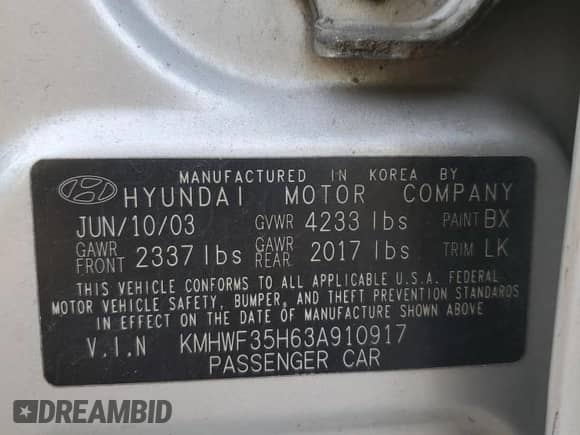 MANUFACTURED IN KOREA BY
HYUNDAI MOTOR COMPANY
JUN/10/03 GVWR 4233 lbs PAINT BX
GAWR FRONT 2337 lbs GAWR REAR 2017 lbs TRIM LK
THIS VEHICLE CONFORMS TO ALL APPLICABLE U.S.A. FEDERAL
MOTOR VEHICLE SAFETY, BUMPER, AND THEFT PREVENTION STANDARDS
IN EFFECT ON THE DATE OF MANUFACTURE SHOWN ABOVE
V.I.N KMHWF35H63A910917
PASSENGER CAR
DREAMBID